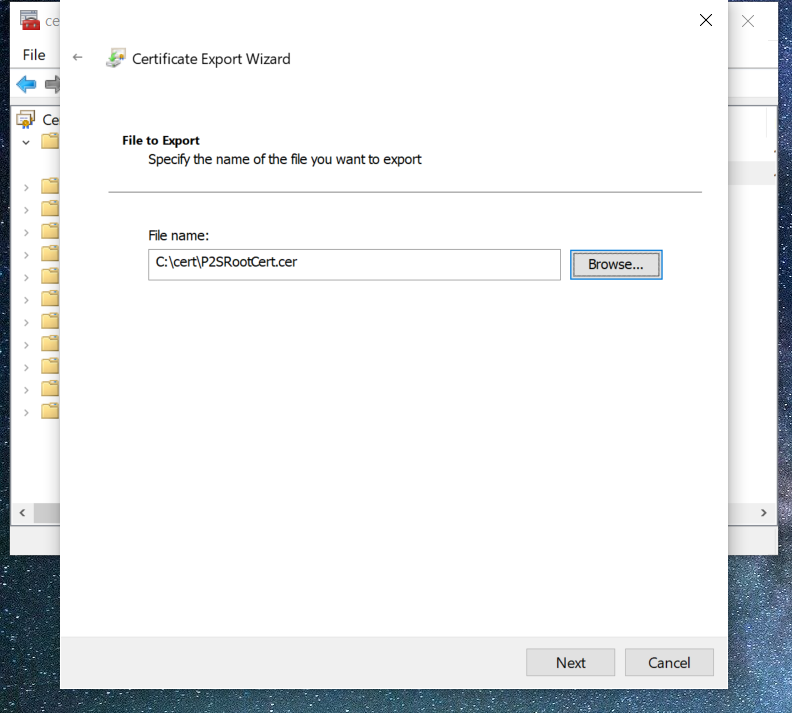 ce
File
Ce
Certificate Export Wizard
File to Export
Specify the name of the file you want to export
File name:
C:\cert\P2SRootCert.cer
Browse...
Next
Cancel